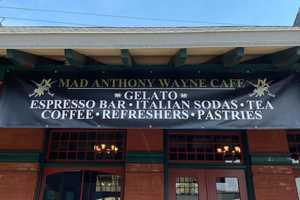 MAD ANTHONY WAYNE CAFE
GELATO
ESPRESSO BAR • ITALIAN SODAS • TEA
COFFEE • REFRESHERS • PASTRIES